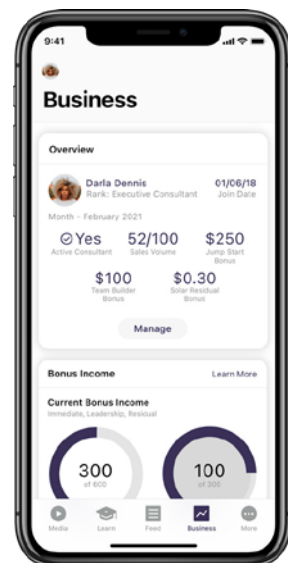 9:41
Business
Overview
Darla Dennis 01/06/18
Rank: Executive Consultant Join Date
Month - February 2021
Yes 52/100 $250
Active Consultant Sales Volume Jump Start
Bonus
$100 $0.30
Team Builder Solar Residual
Bonus Bonus
Manage
Bonus Income Learn More
Current Bonus Income
Immediate, Leadership, Residual
300 100
of 600 of 300
Media Learn Feed Business More